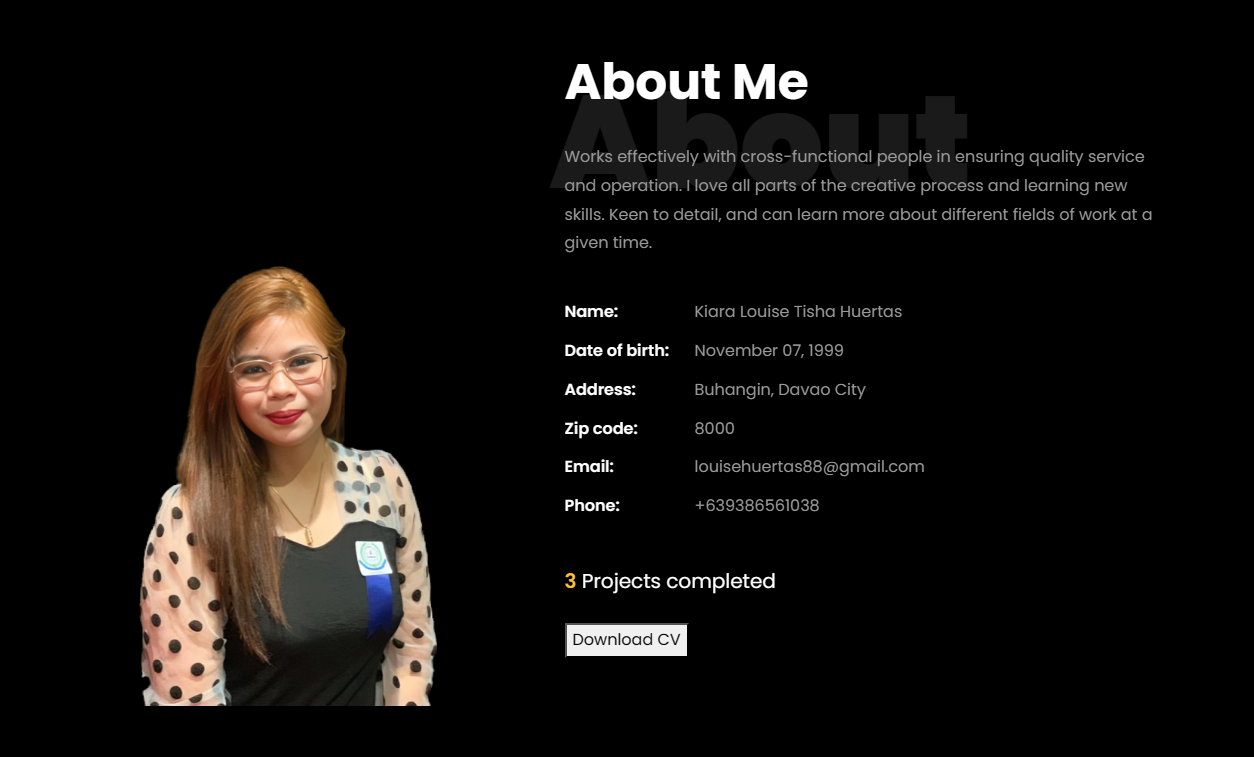 About Me
About
Works effectively with cross-functional people in ensuring quality service
and operation. I love all parts of the creative process and learning new
skills. Keen to detail, and can learn more about different fields of work at a
given time.
Name: Kiara Louise Tisha Huertas
Date of birth: November 07, 1999
Address: Buhangin, Davao City
Zip code: 8000
Email: louisehuertas88@gmail.com
Phone: +639386561038
3 Projects completed
Download CV